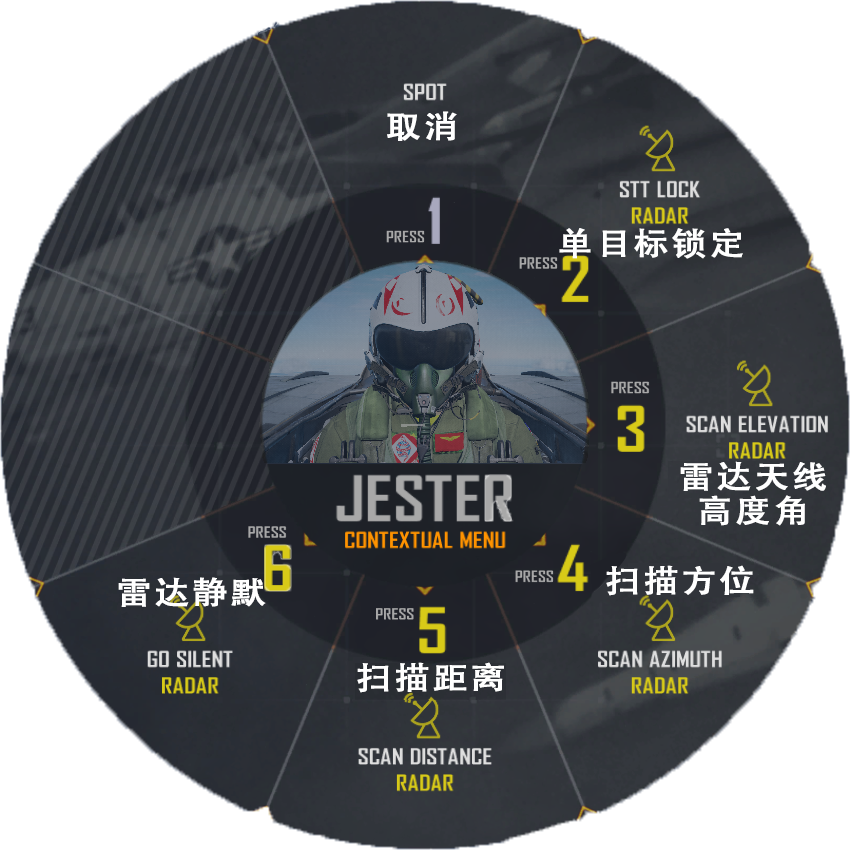 SPOT
取消
PRESS 1
STT LOCK
RADAR
单目标锁定
PRESS 2
PRESS 3
SCAN ELEVATION
RADAR
雷达天线
高度角
JESTER
CONTEXTUAL MENU
PRESS 4
扫描方位
SCAN AZIMUTH
RADAR
PRESS 5
扫描距离
SCAN DISTANCE
RADAR
PRESS 6
雷达静默
GO SILENT
RADAR